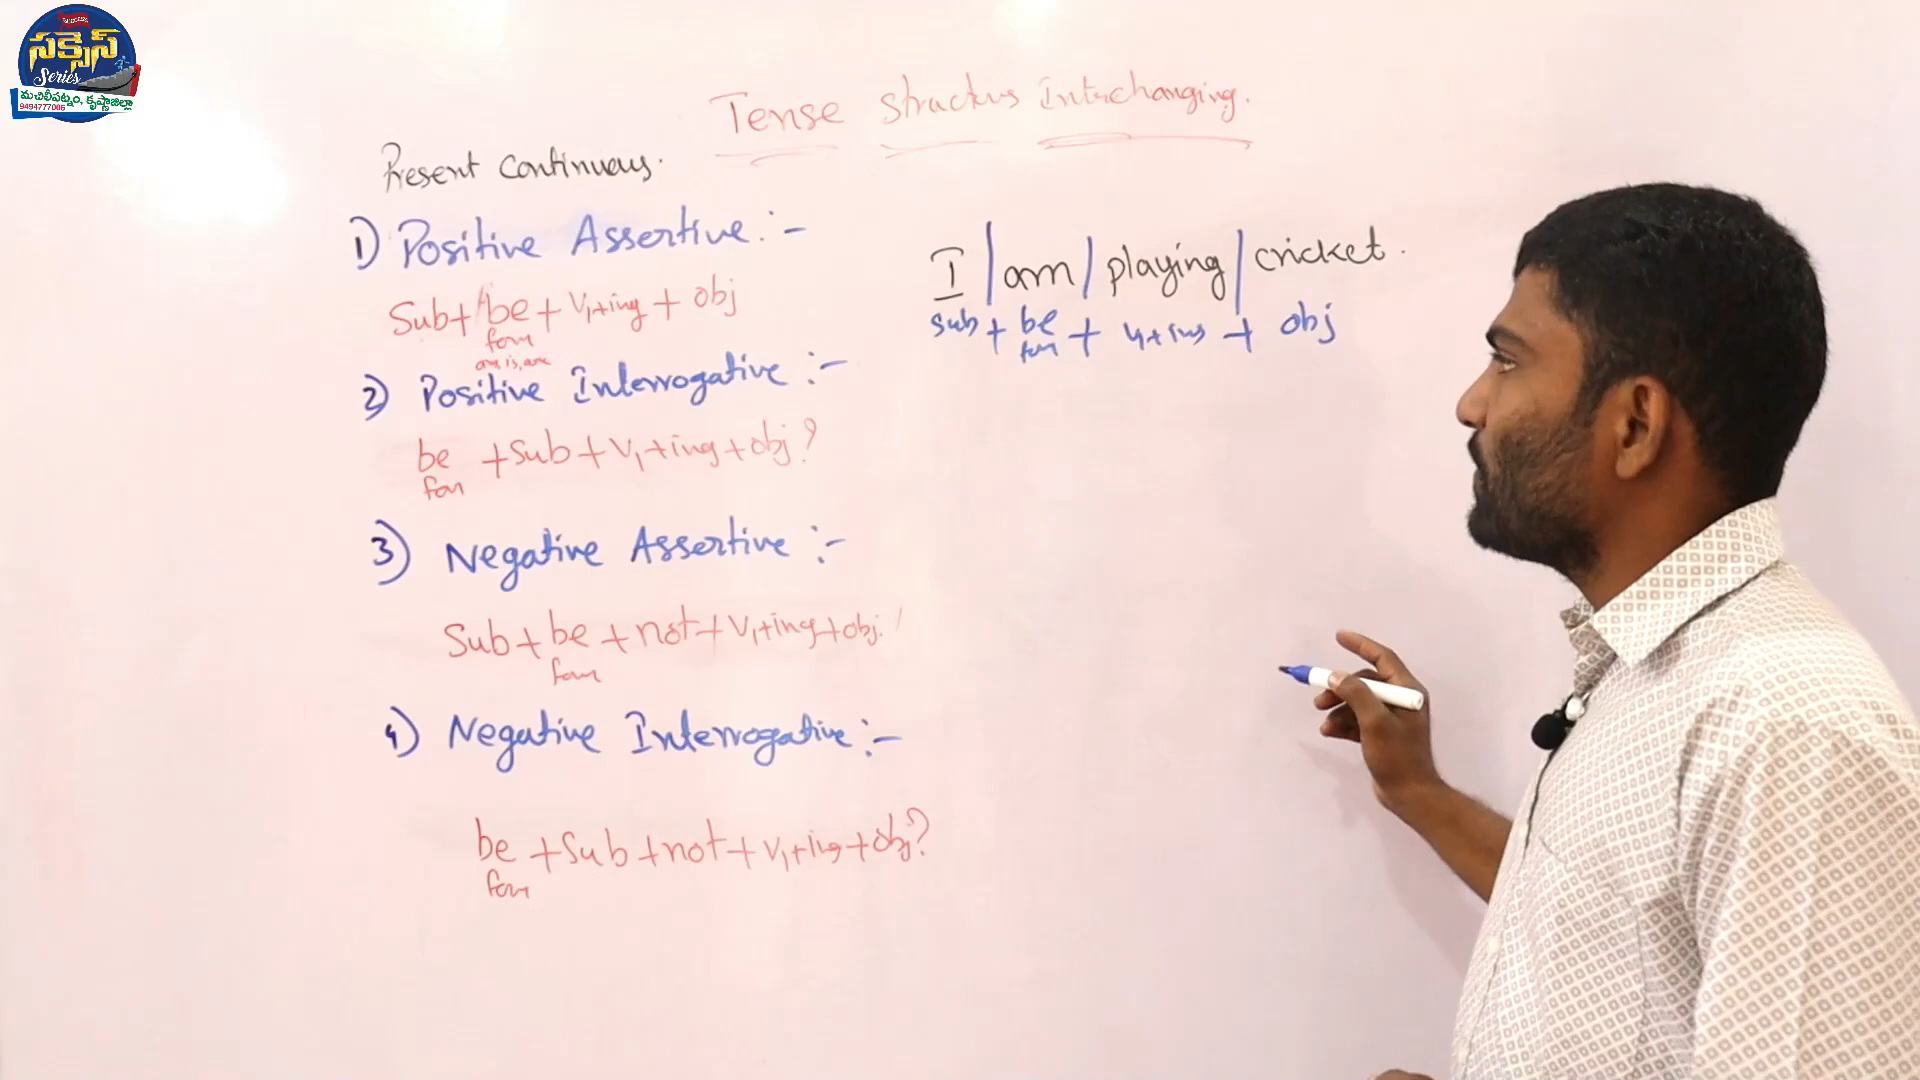 సక్సెస్
Series
మచిలీపట్నం, కృష్ణాజిల్లా
9494777006
Tense structurs Interchanging.
Present Continuous.
1) Positive Assertive :-
Sub + be + V1+ing + obj
form
am, is, are
2) Positive Interrogative :-
be + Sub + V1+ing + obj ?
form
3) Negative Assertive :-
Sub + be + not + V1+ing + obj.
form
4) Negative Interrogative :-
be + Sub + not + V1+ing + obj ?
form
I | am | playing | cricket.
sub + be + V1+ing + obj
form